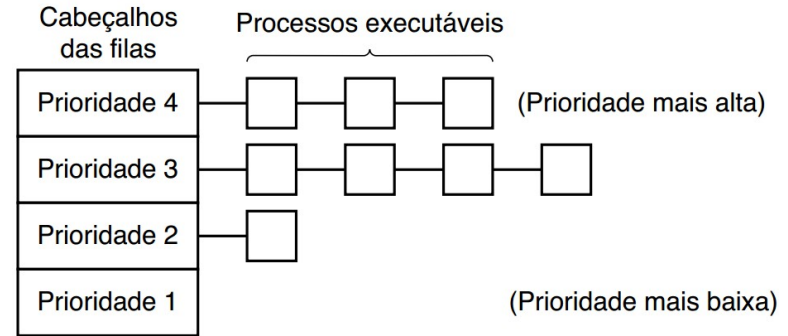 Cabeçalhos
das filas
Processos executáveis
Prioridade 4
(Prioridade mais alta)
Prioridade 3
Prioridade 2
Prioridade 1
(Prioridade mais baixa)